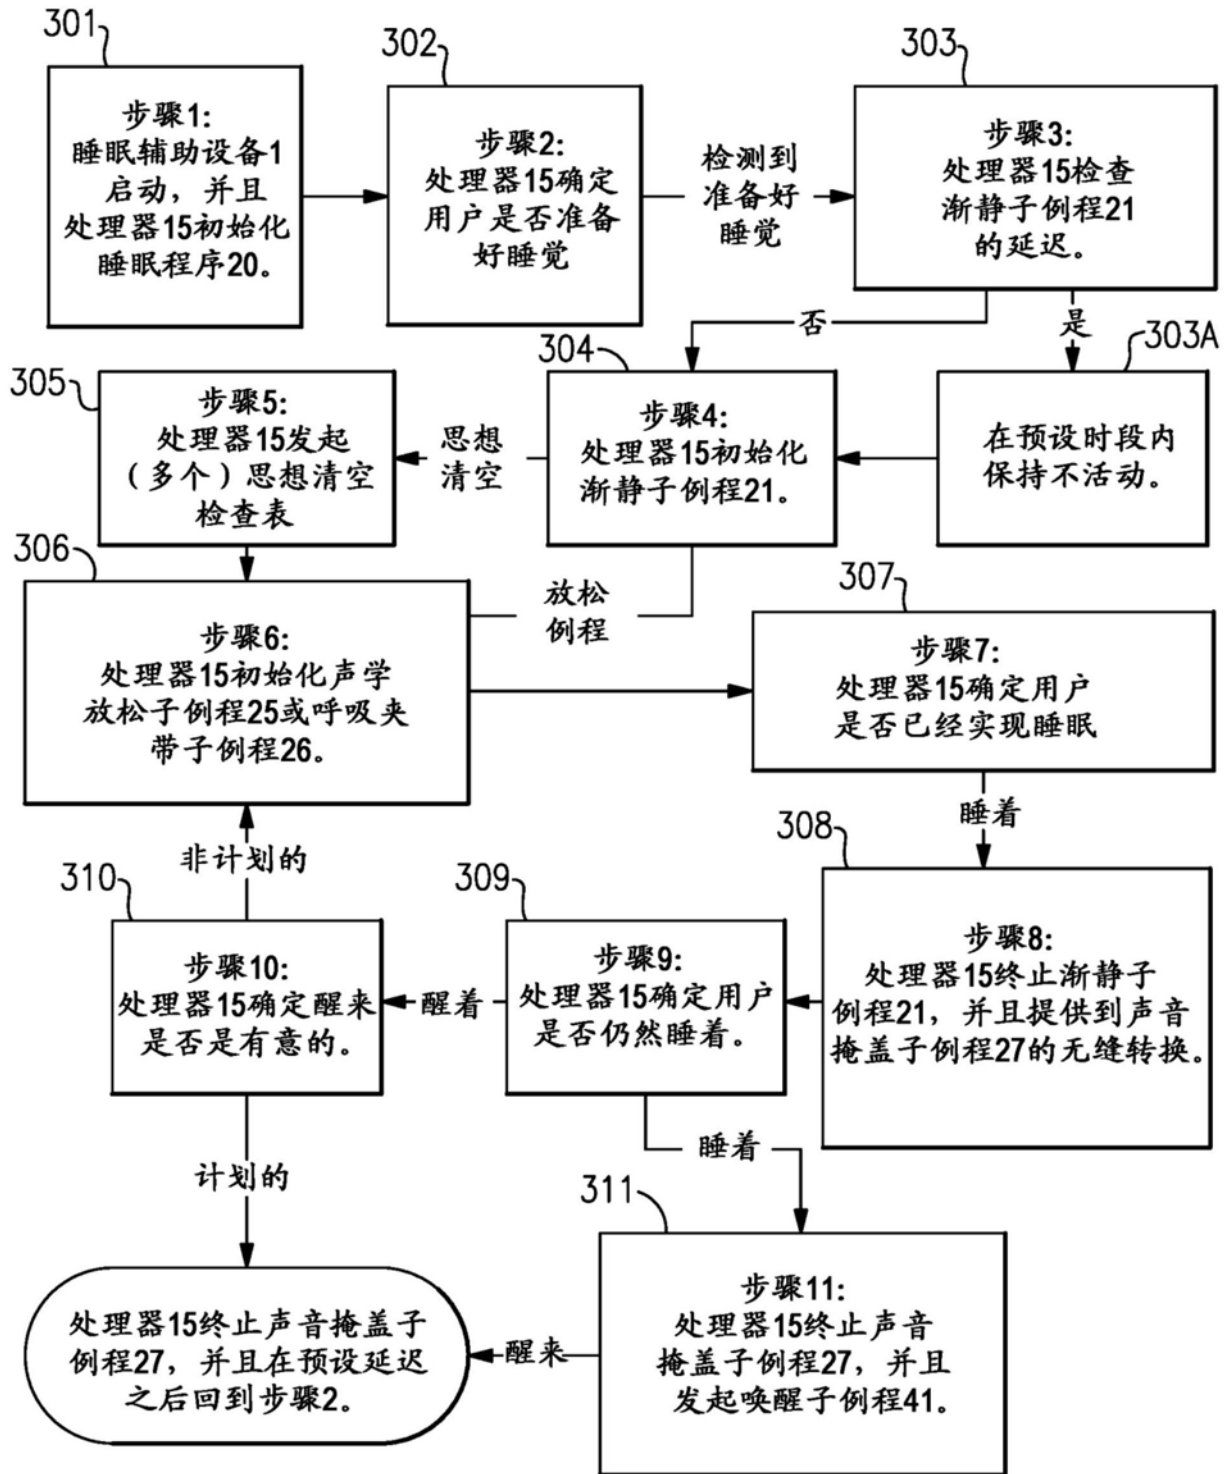 301
步骤1:
睡眠辅助设备1
启动，并且
处理器15初始化
睡眠程序20。
302
步骤2:
处理器15确定
用户是否准备
好睡觉
检测到
准备好
睡觉
303
步骤3:
处理器15检查
渐静子例程21
的延迟。
否
是
303A
在预设时段内
保持不活动。
304
步骤4:
处理器15初始化
渐静子例程21。
思想
清空
305
步骤5:
处理器15发起
（多个）思想清空
检查表
放松
例程
306
步骤6:
处理器15初始化声学
放松子例程25或呼吸夹
带子例程26。
307
步骤7:
处理器15确定用户
是否已经实现睡眠
睡着
308
步骤8:
处理器15终止渐静子
例程21，并且提供到声音
掩盖子例程27的无缝转换。
309
步骤9:
处理器15确定用户
是否仍然睡着。
醒着
310
步骤10:
处理器15确定醒来
是否是有意的。
非计划的
计划的
睡着
311
步骤11:
处理器15终止声音
掩盖子例程27，并且
发起唤醒子例程41。
醒来
处理器15终止声音掩盖子
例程27，并且在预设延迟
之后回到步骤2。